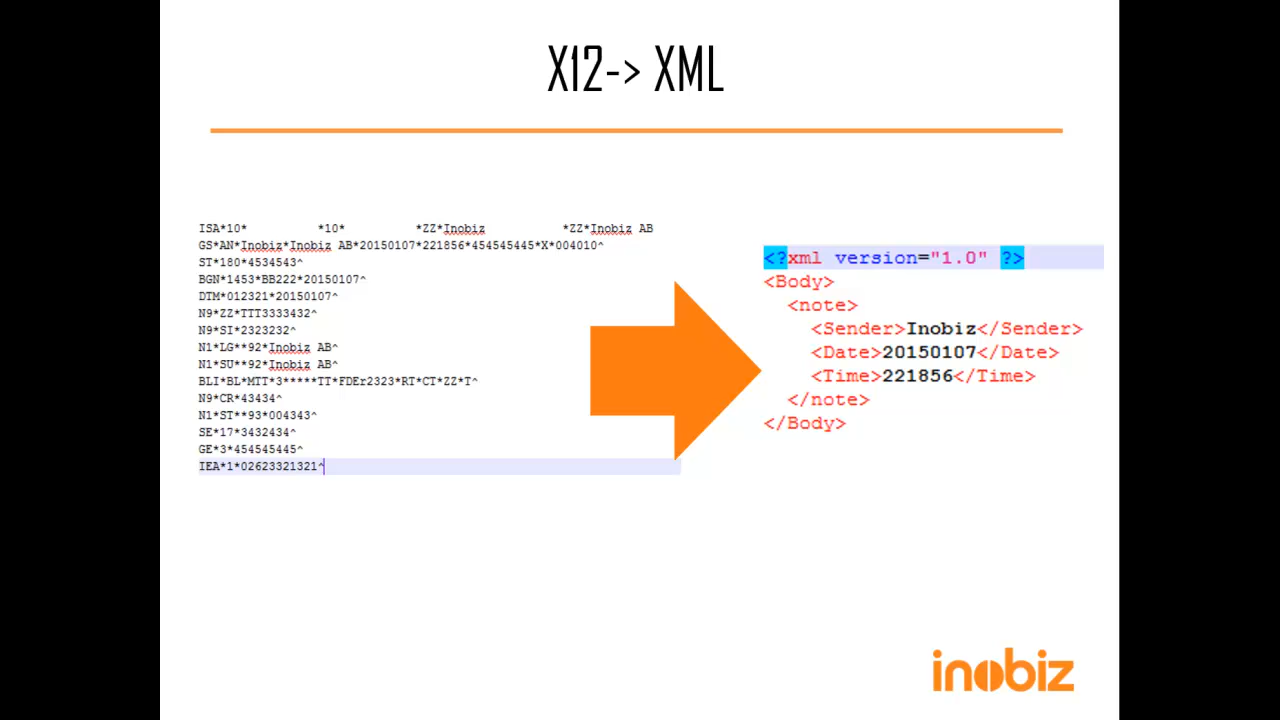 X12-> XML
ISA*10*          *10*          *ZZ*Inobiz           *ZZ*Inobiz AB
GS*AN*Inobiz*Inobiz AB*20150107*221856*454545445*X*004010^
ST*180*4534543^
BGN*1453*BB222*20150107^
DTM*012321*20150107^
N9*ZZ*TTT3333432^
N9*SI*2323232^
N1*LG**92*Inobiz AB^
N1*SU**92*Inobiz AB^
BLI*BL*MTT*3*****TT*FDEr2323*RT*CT*ZZ*T^
N9*CR*43434^
N1*ST**93*004343^
SE*17*3432434^
GE*3*454545445^
IEA*1*02623321321^
<?xml version="1.0" ?>
<Body>
<note>
<Sender>Inobiz</Sender>
<Date>20150107</Date>
<Time>221856</Time>
</note>
</Body>
inobiz